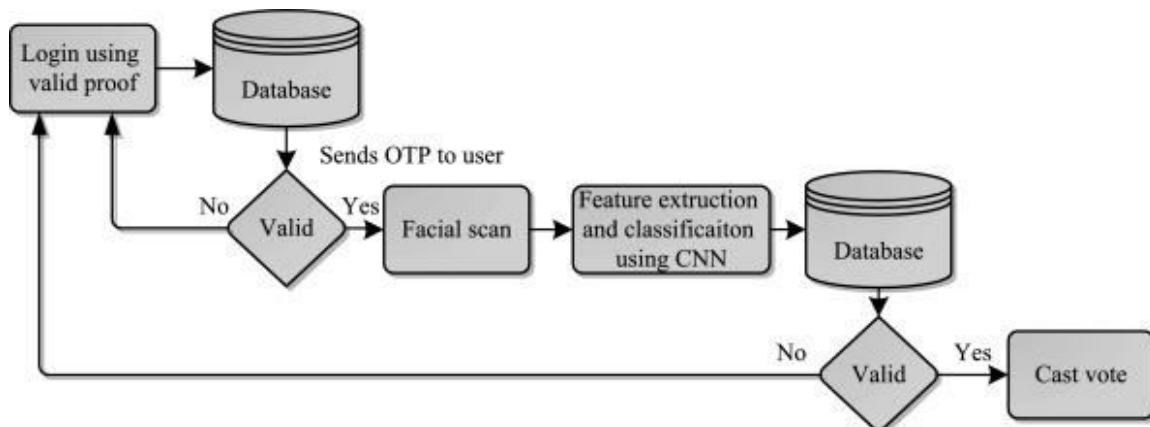 Login using
valid proof
Database
Sends OTP to user
No
Valid
Yes
Facial scan
Feature extruction
and classificaiton
using CNN
Database
No
Valid
Yes
Cast vote